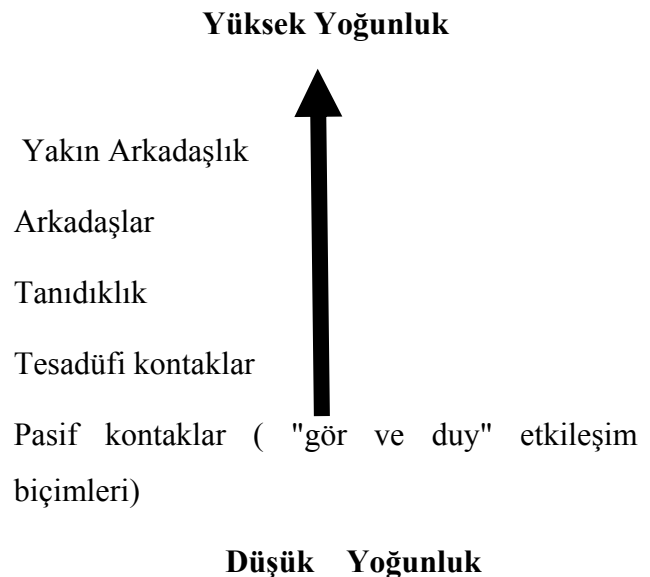 Yüksek Yoğunluk
Yakın Arkadaşlık
Arkadaşlar
Tanıdıklık
Tesadüfi kontaklar
Pasif kontaklar ( "gör ve duy" etkileşim
biçimleri)
Düşük Yoğunluk